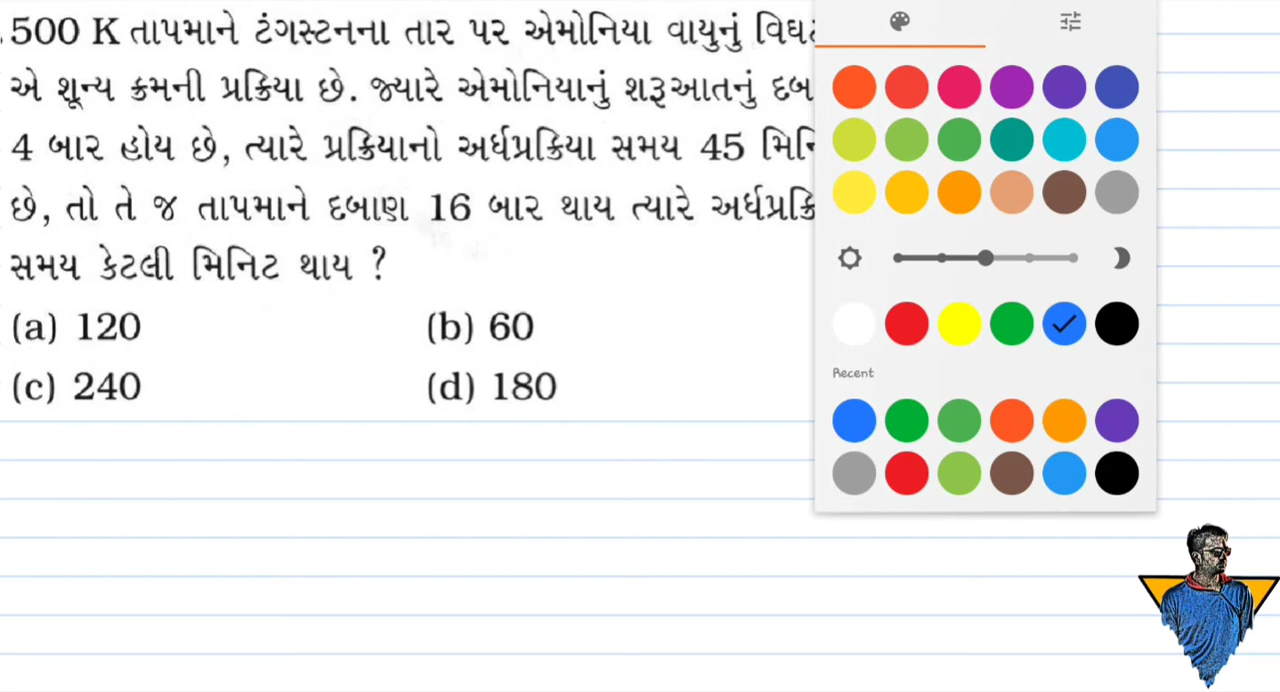 500 K તાપમાને ટંગસ્ટનના તાર પર એમોનિયા વાયુનું
એ શૂન્ય ક્રમની પ્રક્રિયા છે. જ્યારે એમોનિયાનું શરૂઆતનું
4 બાર હોય છે, ત્યારે પ્રક્રિયાનો અર્ધપ્રક્રિયા સમય 45
છે, તો તે જ તાપમાને દબાણ 16 બાર થાય ત્યારે
સમય કેટલી મિનિટ થાય ?
(a) 120 (b) 60
(c) 240 (d) 180
Recent